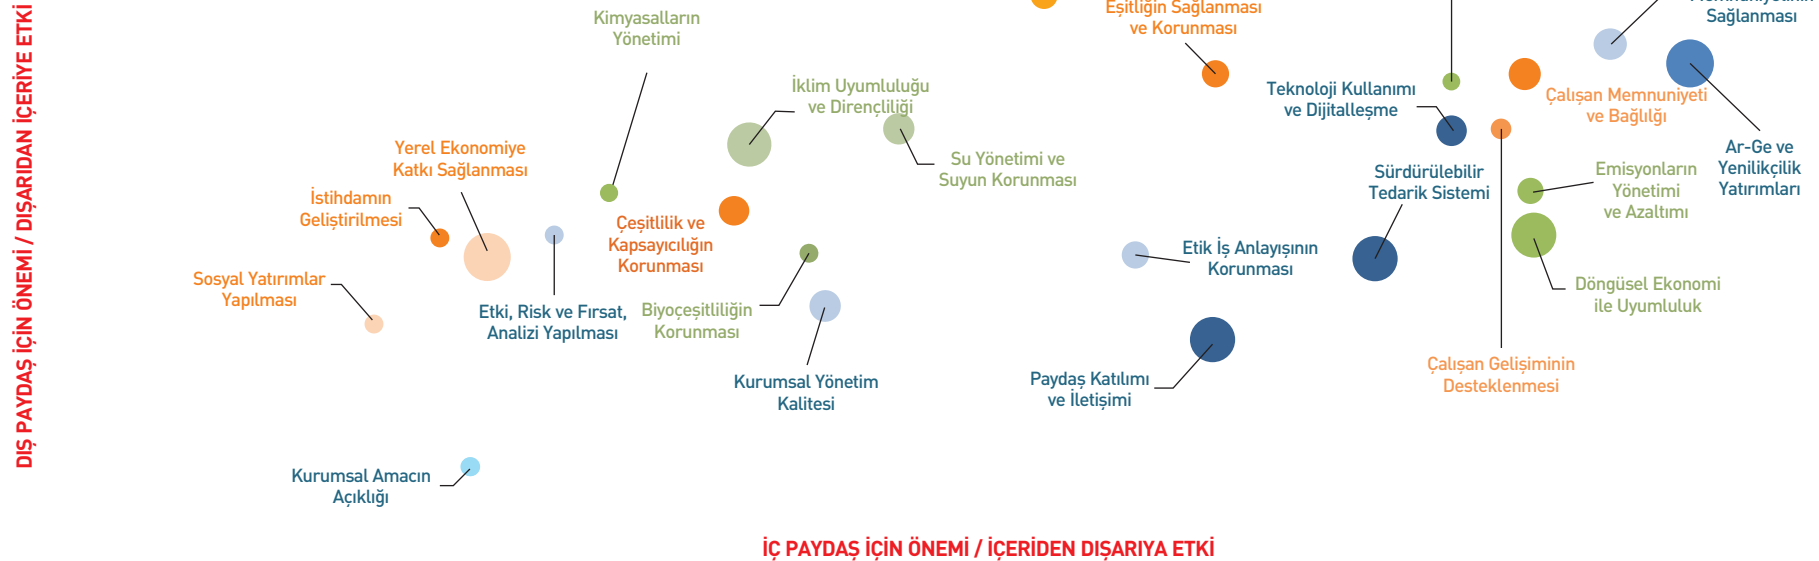 DIŞ PAYDAŞ İÇİN ÖNEMİ / DIŞARIDAN İÇERİYE ETKİ
Kimyasalların
Yönetimi
Eşitliğin Sağlanması
ve Korunması
Sağlanması
İklim Uyumluluğu
ve Dirençliliği
Teknoloji Kullanımı
ve Dijitalleşme
Çalışan Memnuniyeti
ve Bağlılğı
Yerel Ekonomiye
Katkı Sağlanması
Su Yönetimi ve
Suyun Korunması
Ar-Ge ve
Yenilikçilik
Yatırımları
Sürdürülebilir
Tedarik Sistemi
Emisyonların
Yönetimi
ve Azaltımı
İstihdamın
Geliştirilmesi
Çeşitlilik ve
Kapsayıcılığın
Korunması
Etik İş Anlayışının
Korunması
Sosyal Yatırımlar
Yapılması
Döngüsel Ekonomi
ile Uyumluluk
Etki, Risk ve Fırsat,
Analizi Yapılması
Biyoçeşitliliğin
Korunması
Çalışan Gelişiminin
Desteklenmesi
Kurumsal Yönetim
Kalitesi
Paydaş Katılımı
ve İletişimi
Kurumsal Amacın
Açıklığı
İÇ PAYDAŞ İÇİN ÖNEMİ / İÇERİDEN DIŞARIYA ETKİ